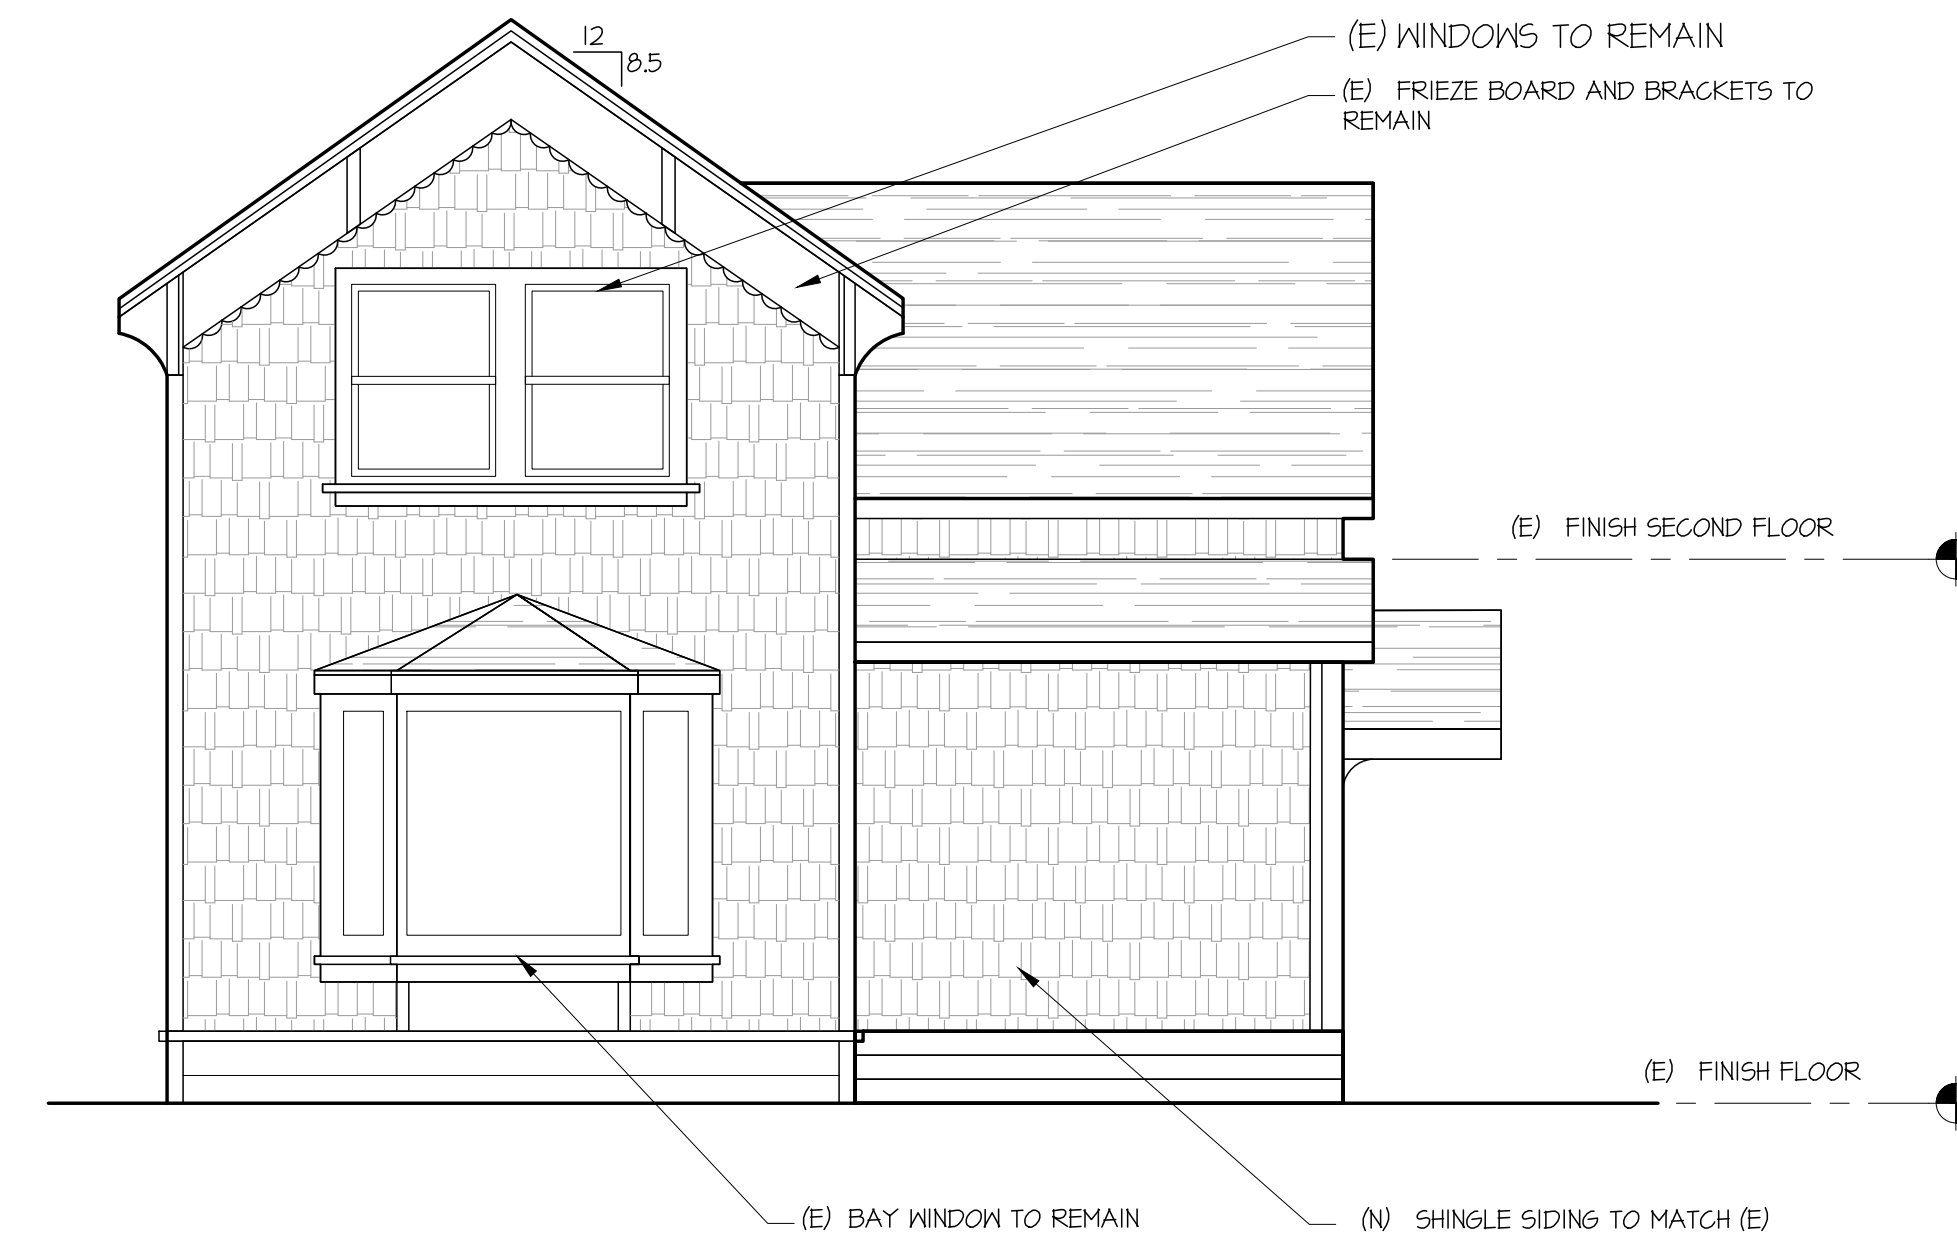 12
8.5
(E) WINDOWS TO REMAIN
(E) FRIEZE BOARD AND BRACKETS TO
REMAIN
(E) FINISH SECOND FLOOR
(E) FINISH FLOOR
(E) BAY WINDOW TO REMAIN
(N) SHINGLE SIDING TO MATCH (E)